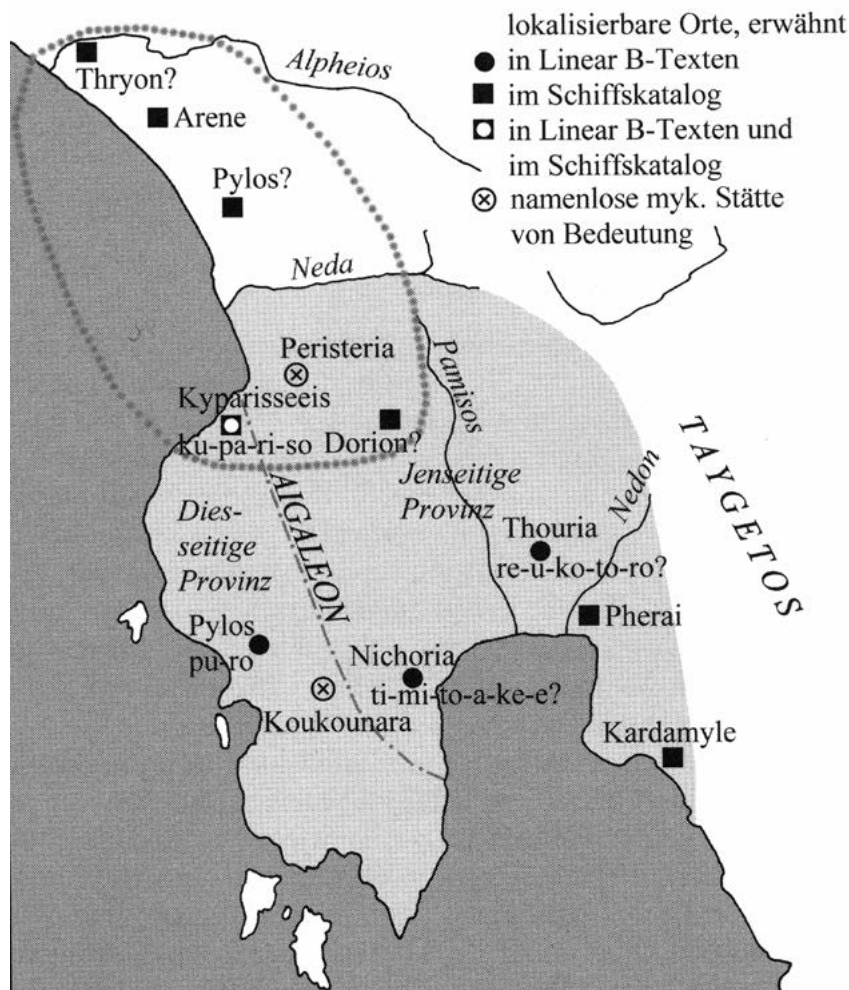 lokalisierbare Orte, erwähnt
in Linear B-Texten
im Schiffskatalog
in Linear B-Texten und
im Schiffskatalog
namenlose myk. Stätte
von Bedeutung
Thryon?
Alpheios
Arene
Pylos?
Neda
Peristeria
Pamisos
Kyparisseeis
ku-pa-ri-so
Dorion?
Jenseitige
Provinz
AIGALEON
Dies-
seitige
Provinz
TAYGETOS
Nedon
Thouria
re-u-ko-to-ro?
Pherai
Pylos
pu-ro
Nichoria
ti-mi-to-a-ke-e?
Koukounara
Kardamyle